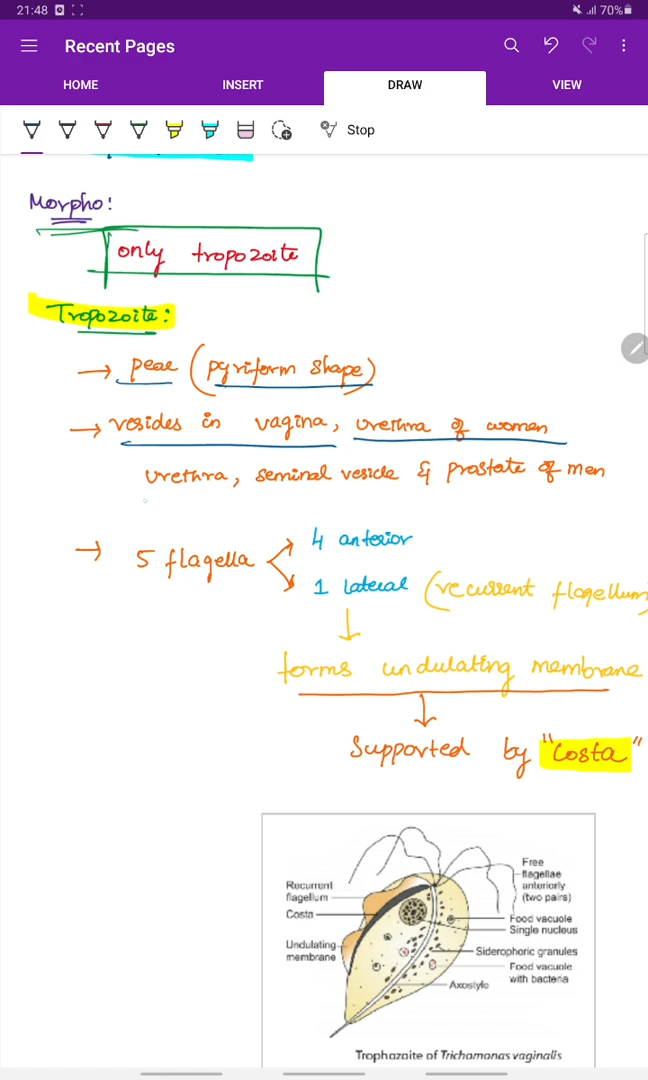 21:48
70%
Recent Pages
HOME INSERT DRAW VIEW
Stop
Morpho:
only tropozoite
Tropozoite:
→ pear (pyriform shape)
→ resides in vagina, urethra of women
urethra, seminal vesicle & prostate of men
→ 5 flagella
4 anterior
1 lateral (recurrent flagellum)
forms undulating membrane
Supported by "Costa"
Recurrent
flagellum
Costa
Undulating
membrane
Free
flagellae
anteriorly
(two pairs)
Food vacuole
Single nucleus
Siderophoric granules
Food vacuole
with bacteria
Axostyle
Trophozoite of Trichomonas vaginalis